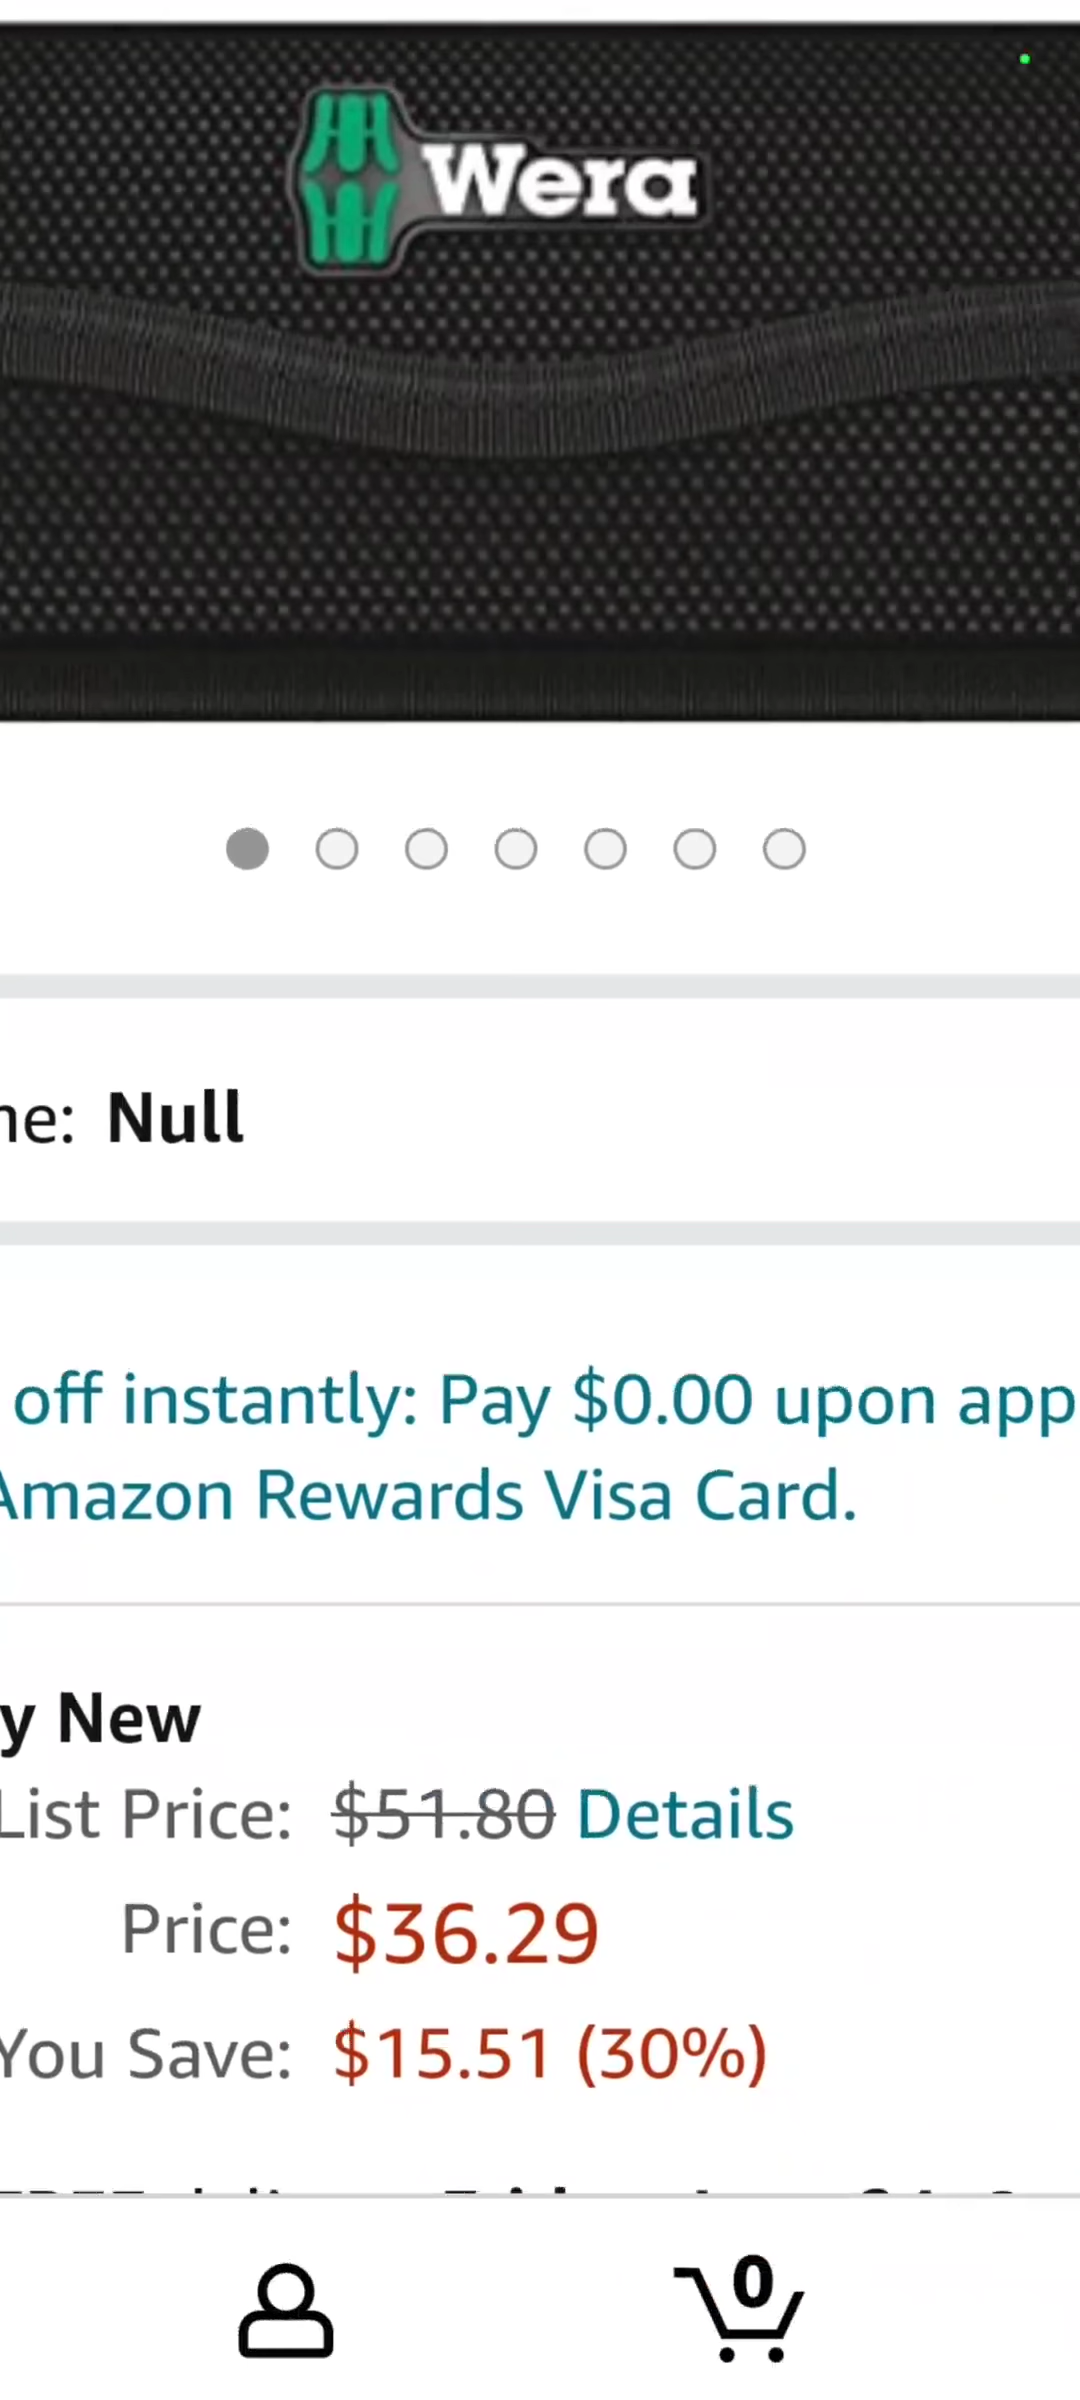 Wera
ne: Null
off instantly: Pay $0.00 upon app
Amazon Rewards Visa Card.
y New
List Price: $51.80 Details
Price: $36.29
You Save: $15.51 (30%)
0